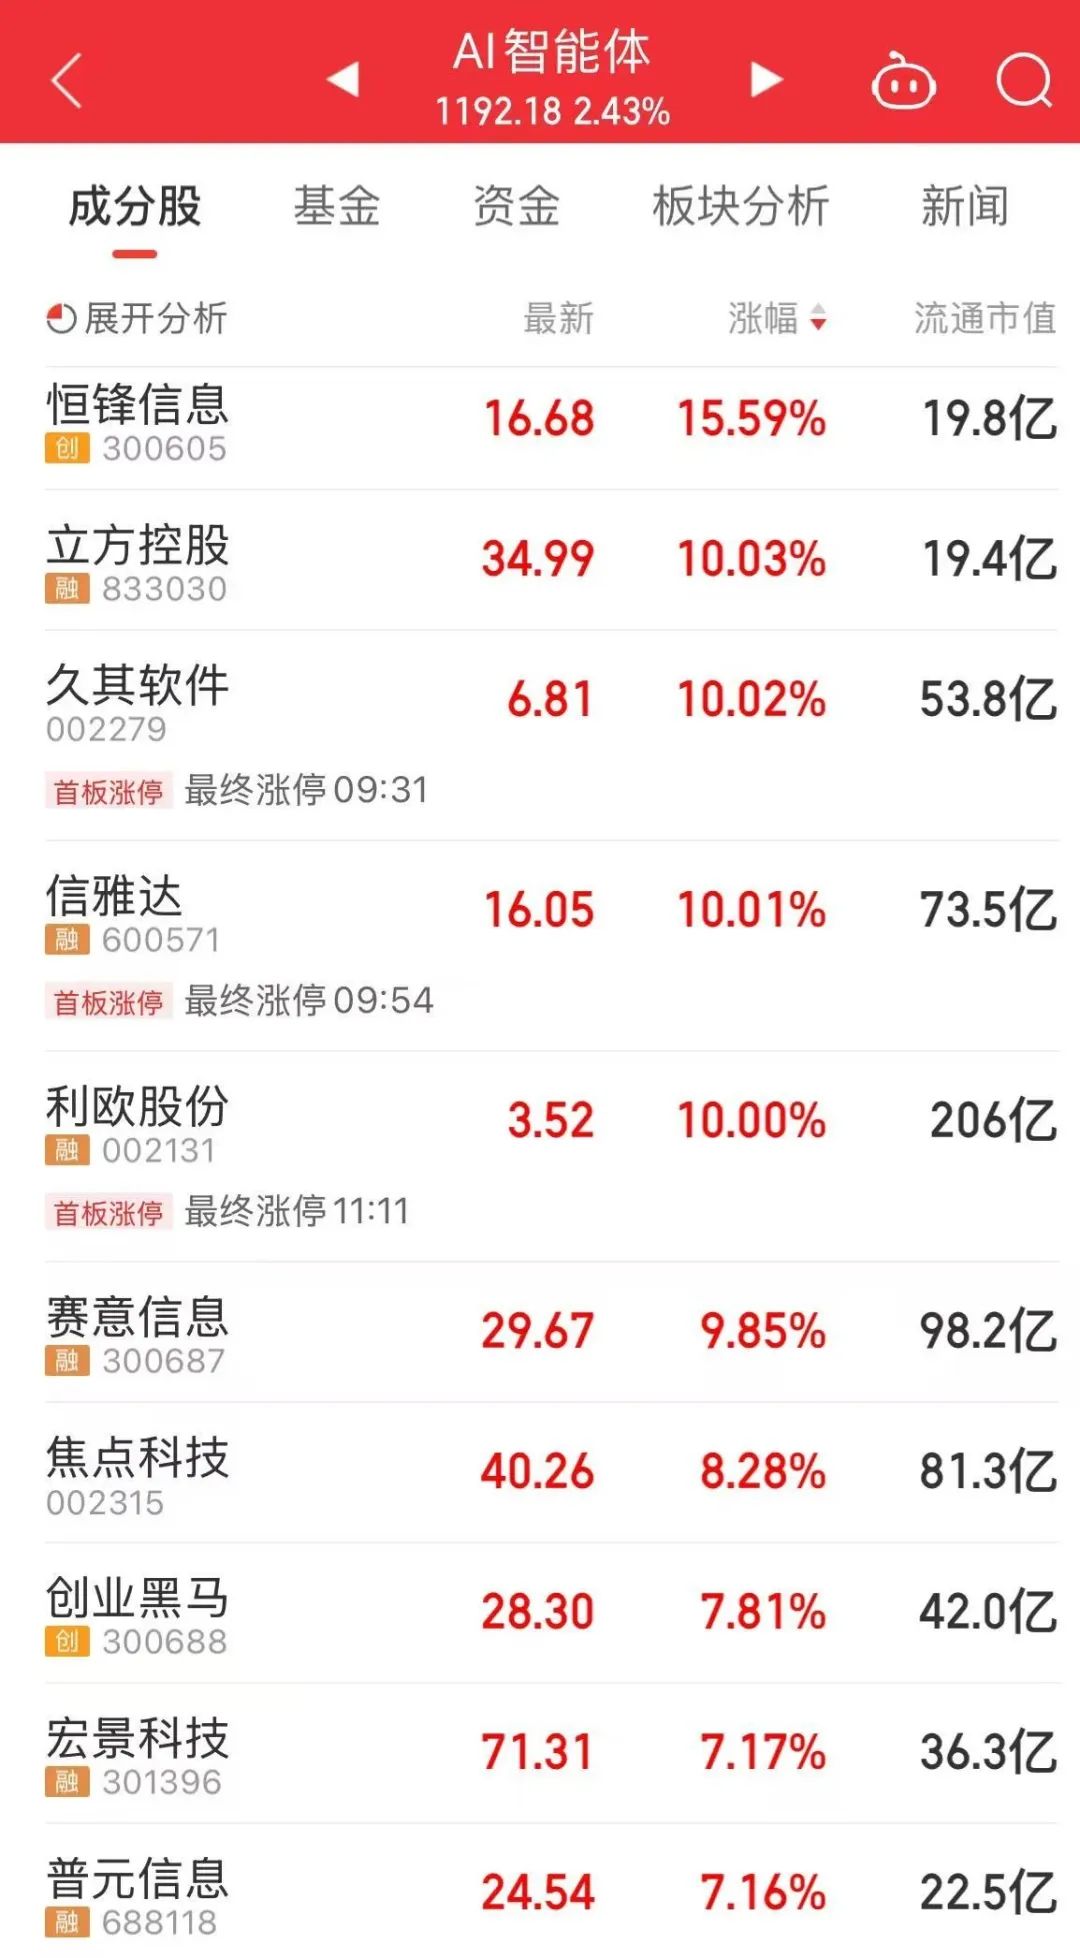 AI智能体
1192.18 2.43%
成分股 基金 资金 板块分析 新闻
展开分析 最新 涨幅 流通市值
恒锋信息 16.68 15.59% 19.8亿
创 300605
立方控股 34.99 10.03% 19.4亿
融 833030
久其软件 6.81 10.02% 53.8亿
002279
首板涨停 最终涨停09:31
信雅达 16.05 10.01% 73.5亿
融 600571
首板涨停 最终涨停09:54
利欧股份 3.52 10.00% 206亿
融 002131
首板涨停 最终涨停11:11
赛意信息 29.67 9.85% 98.2亿
融 300687
焦点科技 40.26 8.28% 81.3亿
002315
创业黑马 28.30 7.81% 42.0亿
创 300688
宏景科技 71.31 7.17% 36.3亿
融 301396
普元信息 24.54 7.16% 22.5亿
融 688118